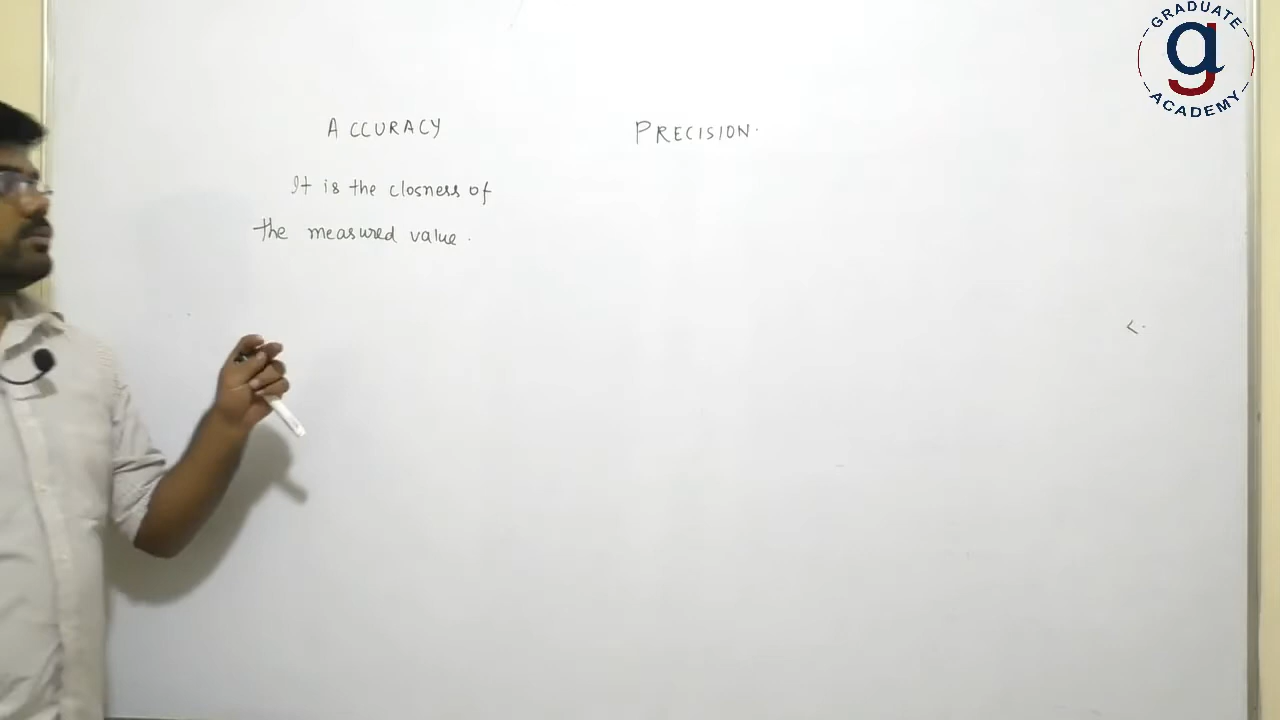 GRADUATE
a
ACADEMY
ACCURACY
PRECISION.
It is the closness of
the measured value.
<.